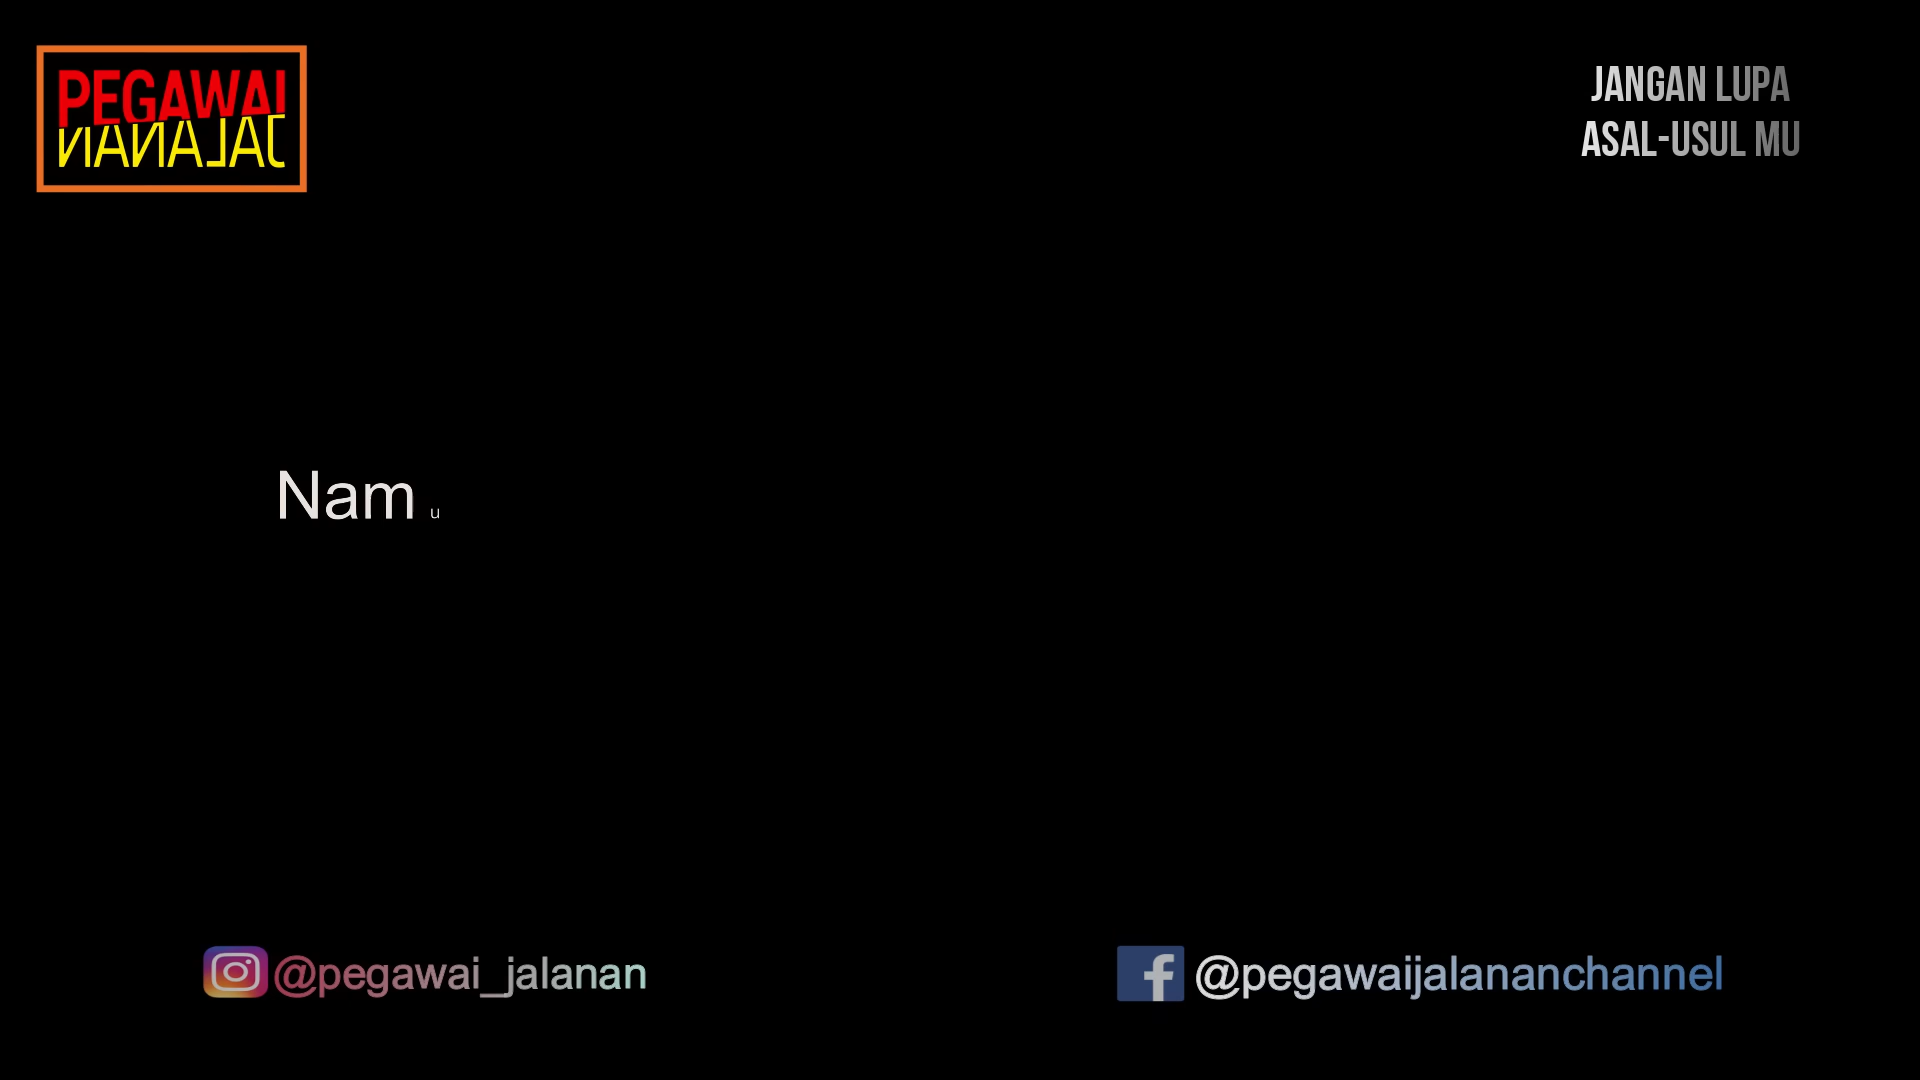 PEGAWAI
JALANAN
JANGAN LUPA
ASAL-USUL MU
Nam u
@pegawai_jalanan
@pegawaijalananchannel